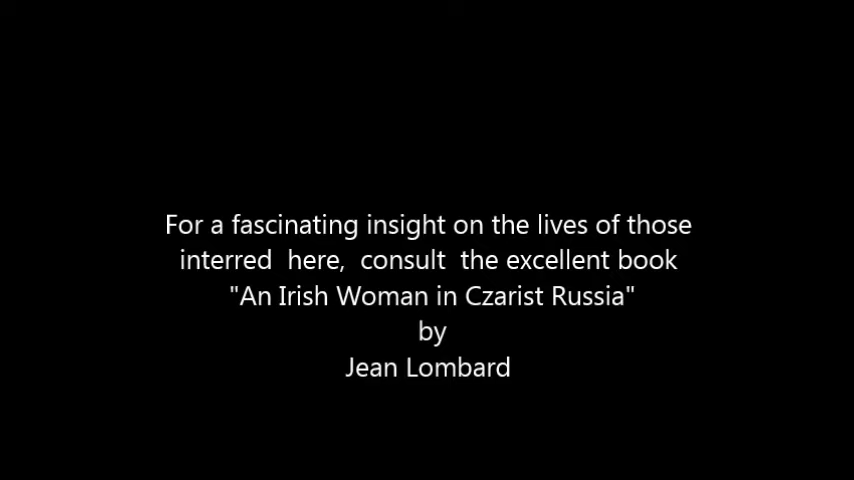 For a fascinating insight on the lives of those
interred here, consult the excellent book
"An Irish Woman in Czarist Russia"
by
Jean Lombard